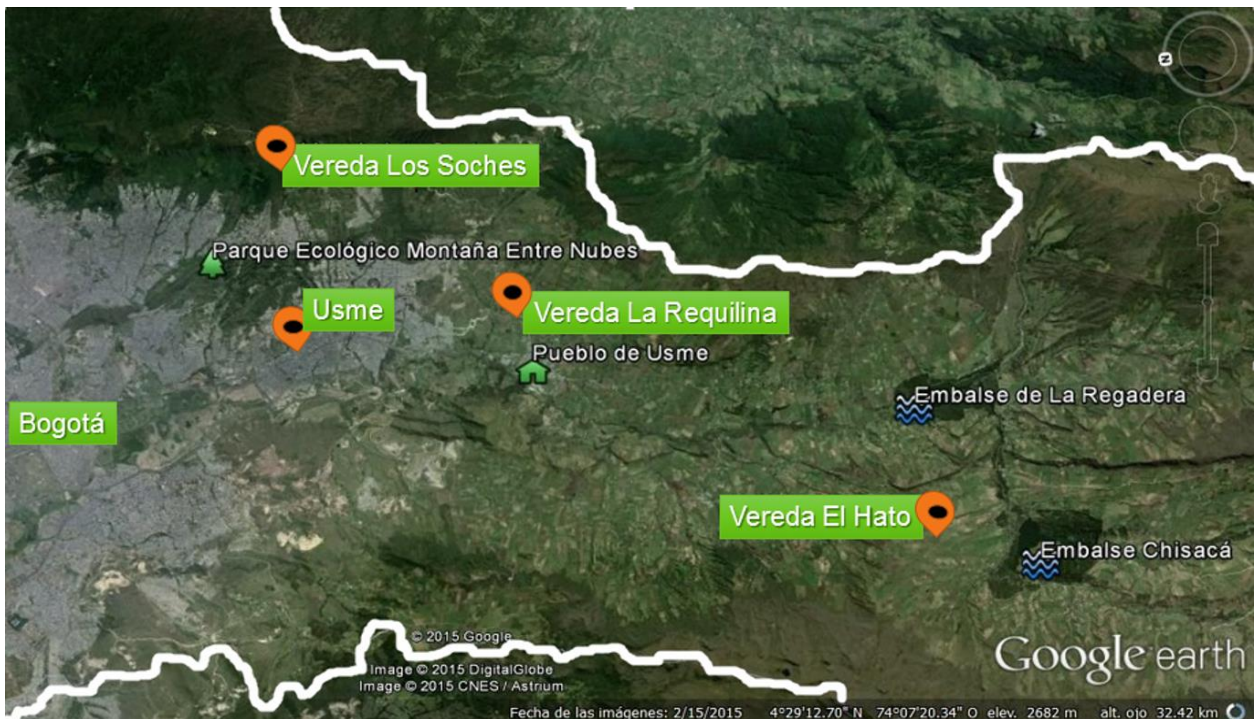 N
Vereda Los Soches
Parque Ecológico Montaña Entre Nubes
Usme
Vereda La Requilina
Pueblo de Usme
Embalse de La Regadera
Bogotá
Vereda El Hato
Embalse Chisacá
© 2015 Google
Image © 2015 DigitalGlobe
Image © 2015 CNES / Astrium
Google earth
Fecha de las imágenes: 2/15/2015 4°29'12.70" N 74°07'20.34" O elev. 2682 m alt. ojo 32.42 km